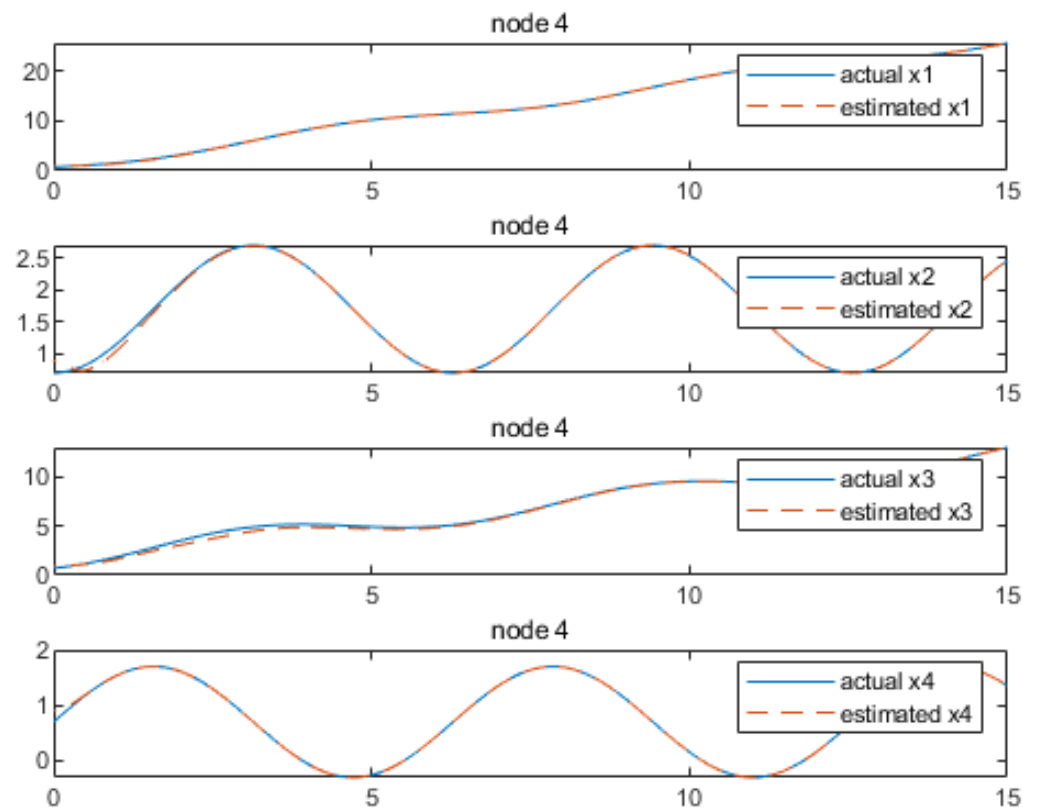 node 4
20
10
0
actual x1
estimated x1
0 5 10 15
node 4
2.5
2
1.5
1
actual x2
estimated x2
0 5 10 15
node 4
10
5
0
actual x3
estimated x3
0 5 10 15
node 4
2
1
0
actual x4
estimated x4
0 5 10 15